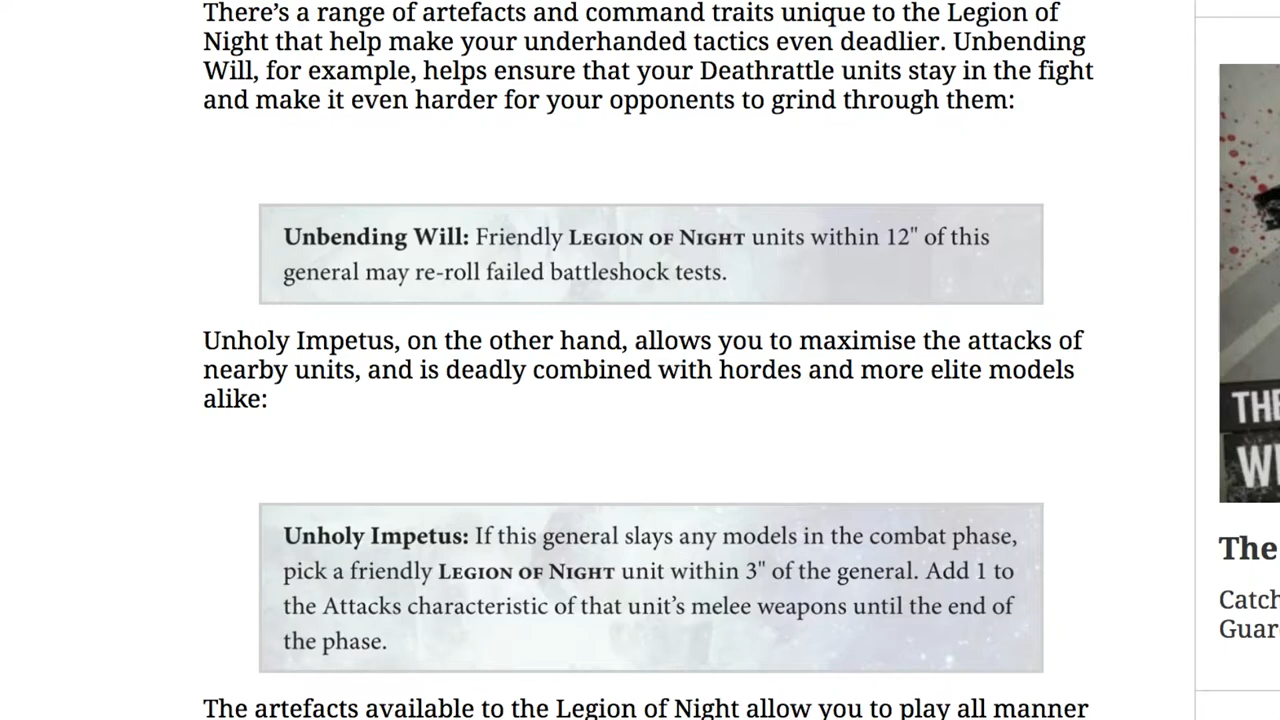 There’s a range of artefacts and command traits unique to the Legion of
Night that help make your underhanded tactics even deadlier. Unbending
Will, for example, helps ensure that your Deathrattle units stay in the fight
and make it even harder for your opponents to grind through them:
Unbending Will: Friendly LEGION OF NIGHT units within 12" of this
general may re-roll failed battleshock tests.
Unholy Impetus, on the other hand, allows you to maximise the attacks of
nearby units, and is deadly combined with hordes and more elite models
alike:
Unholy Impetus: If this general slays any models in the combat phase,
pick a friendly LEGION OF NIGHT unit within 3" of the general. Add 1 to
the Attacks characteristic of that unit’s melee weapons until the end of
the phase.
The artefacts available to the Legion of Night allow you to play all manner
THE
WI
The
Catch
Guar